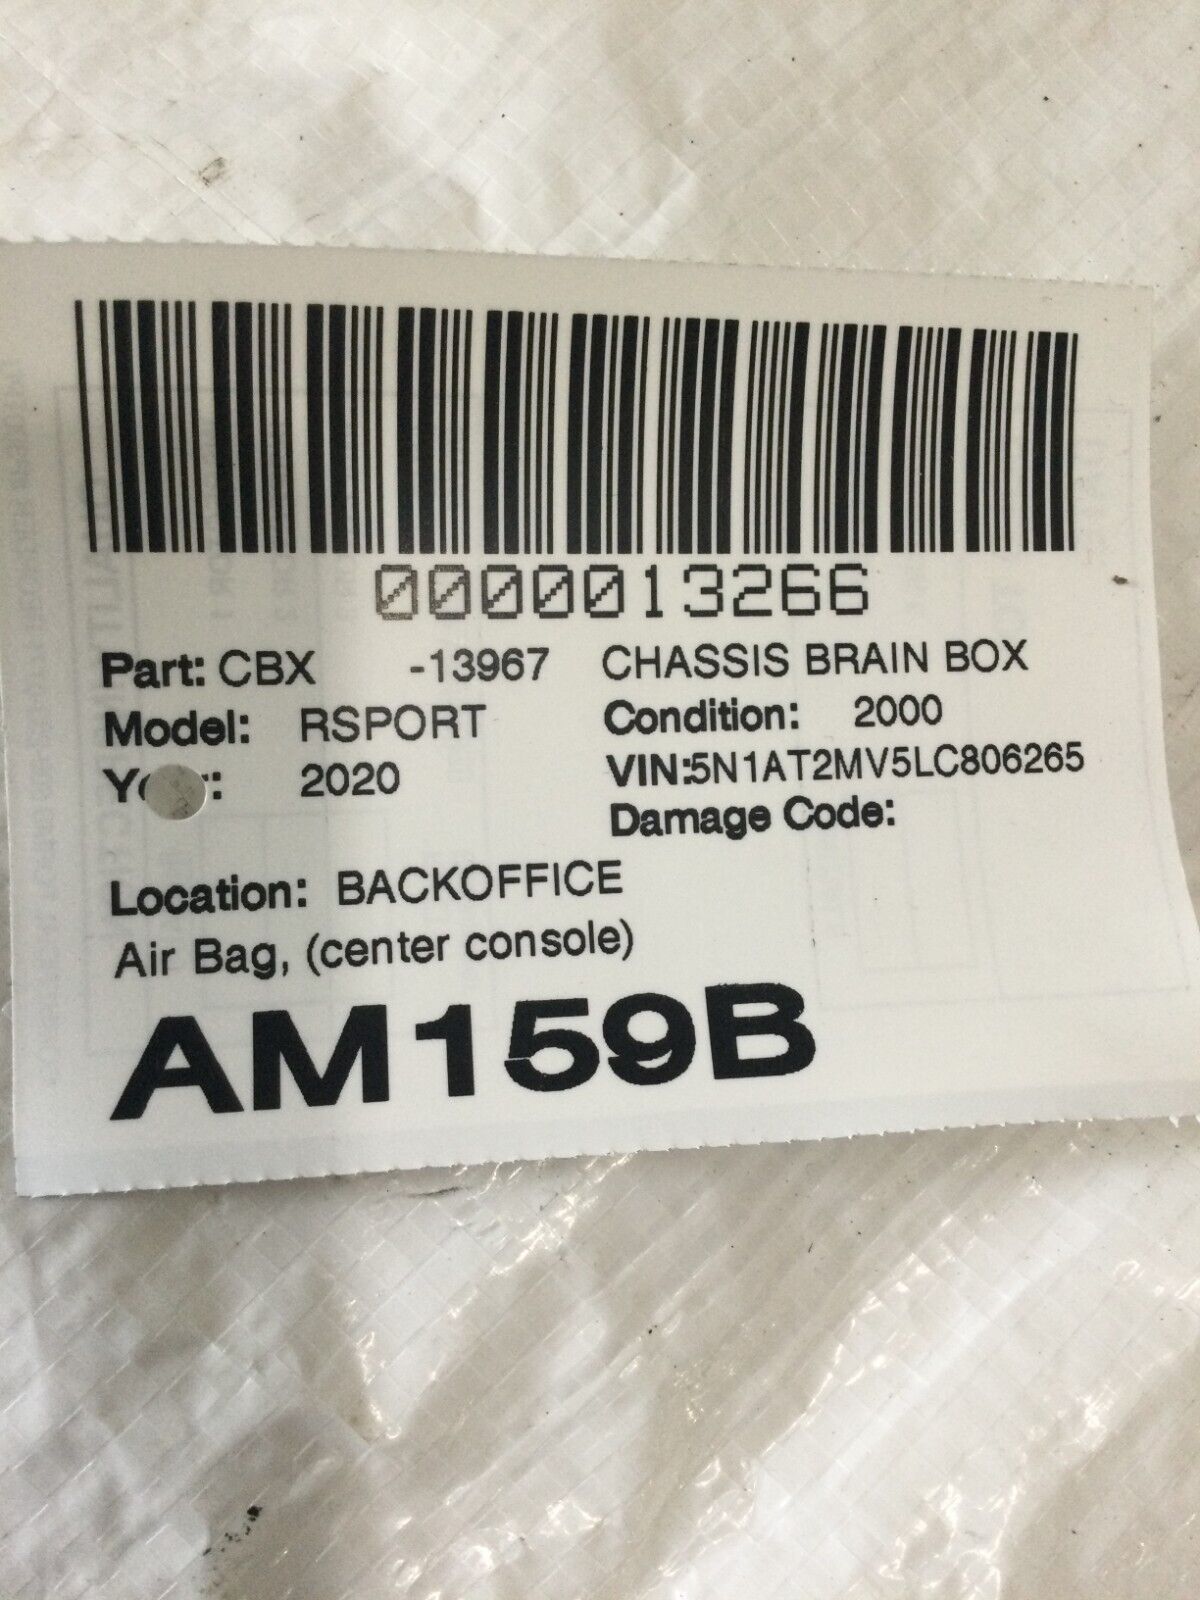 0000013266
Part: CBX -13967 CHASSIS BRAIN BOX
Model: RSPORT Condition: 2000
2020 VIN:5N1AT2MV5LC806265
Damage Code:
Location: BACKOFFICE
Air Bag, (center console)
AM159B